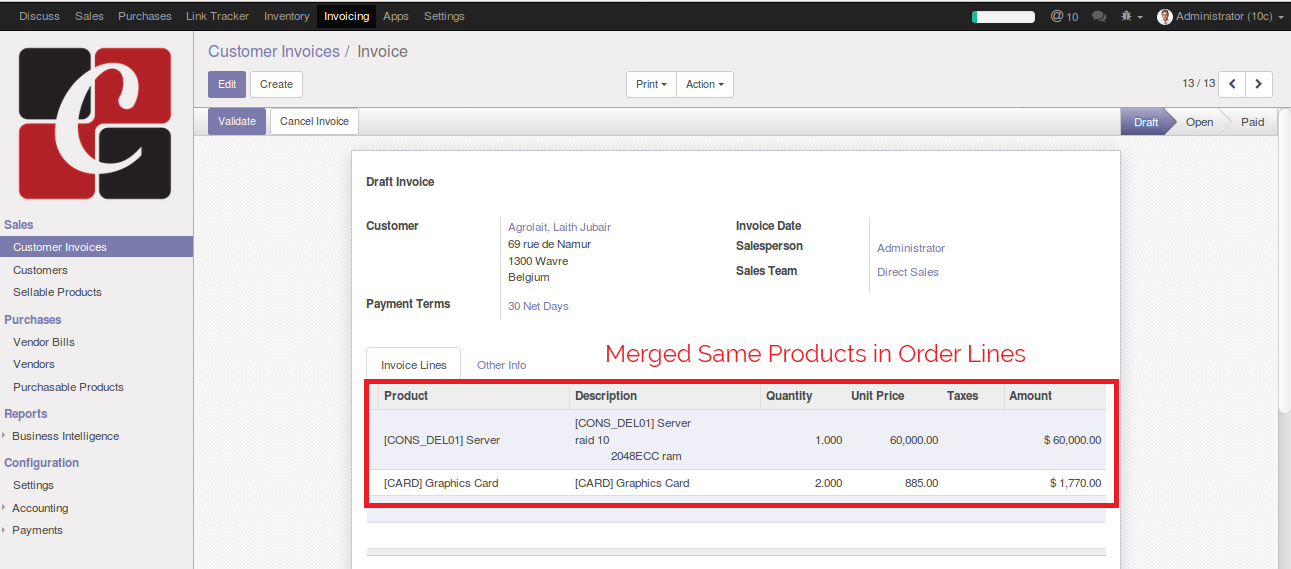 Discuss Sales Purchases Link Tracker Inventory Invoicing Apps Settings @ 10 Administrator (10c)
C
Customer Invoices / Invoice
Edit Create Print Action 13 / 13
Validate Cancel Invoice Draft Open Paid
Sales
Customer Invoices
Customers
Sellable Products
Purchases
Vendor Bills
Vendors
Purchasable Products
Reports
Business Intelligence
Configuration
Settings
Accounting
Payments
Draft Invoice
Customer Agrolait, Laith Jubair
69 rue de Namur
1300 Wavre
Belgium
Payment Terms 30 Net Days
Invoice Date
Salesperson Administrator
Sales Team Direct Sales
Merged Same Products in Order Lines
Invoice Lines Other Info
Product Description Quantity Unit Price Taxes Amount
[CONS_DEL01] Server [CONS_DEL01] Server
raid 10
2048ECC ram 1.000 60,000.00 $ 60,000.00
[CARD] Graphics Card [CARD] Graphics Card 2.000 885.00 $ 1,770.00